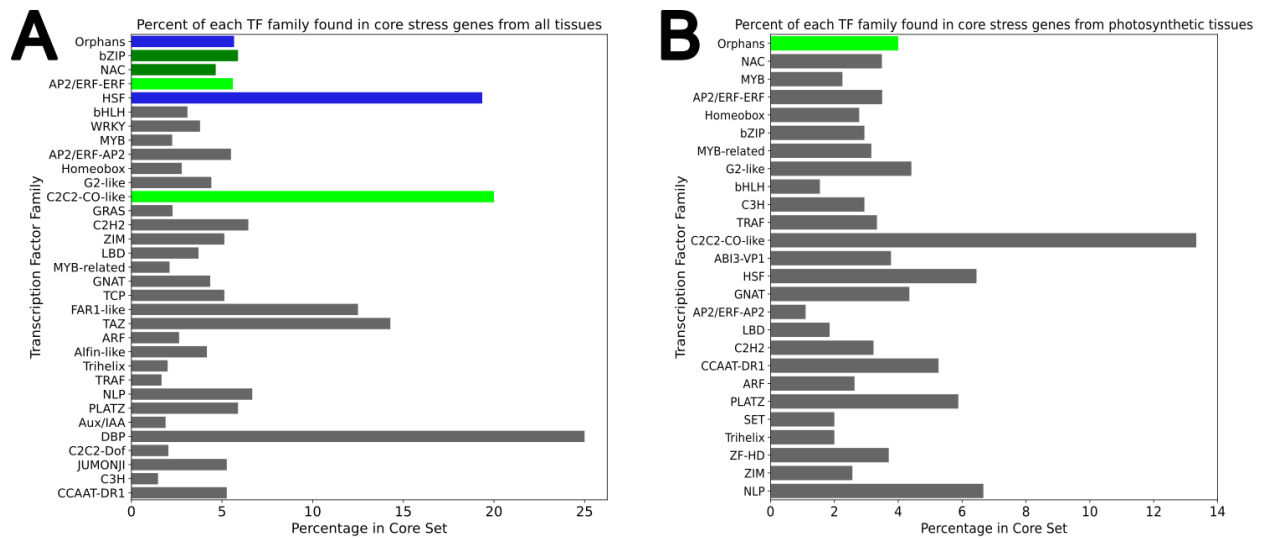 A
Percent of each TF family found in core stress genes from all tissues
Transcription Factor Family
Orphans
bZIP
NAC
AP2/ERF-ERF
HSF
bHLH
WRKY
MYB
AP2/ERF-AP2
Homeobox
G2-like
C2C2-CO-like
GRAS
C2H2
ZIM
LBD
MYB-related
GNAT
TCP
FAR1-like
TAZ
ARF
Alfin-like
Trihelix
TRAF
NLP
PLATZ
Aux/IAA
DBP
C2C2-Dof
JUMONJI
C3H
CCAAT-DR1
0 5 10 15 20 25
Percentage in Core Set
B
Percent of each TF family found in core stress genes from photosynthetic tissues
Transcription Factor Family
Orphans
NAC
MYB
AP2/ERF-ERF
Homeobox
bZIP
MYB-related
G2-like
bHLH
C3H
TRAF
C2C2-CO-like
ABI3-VP1
HSF
GNAT
AP2/ERF-AP2
LBD
C2H2
CCAAT-DR1
ARF
PLATZ
SET
Trihelix
ZF-HD
ZIM
NLP
0 2 4 6 8 10 12 14
Percentage in Core Set